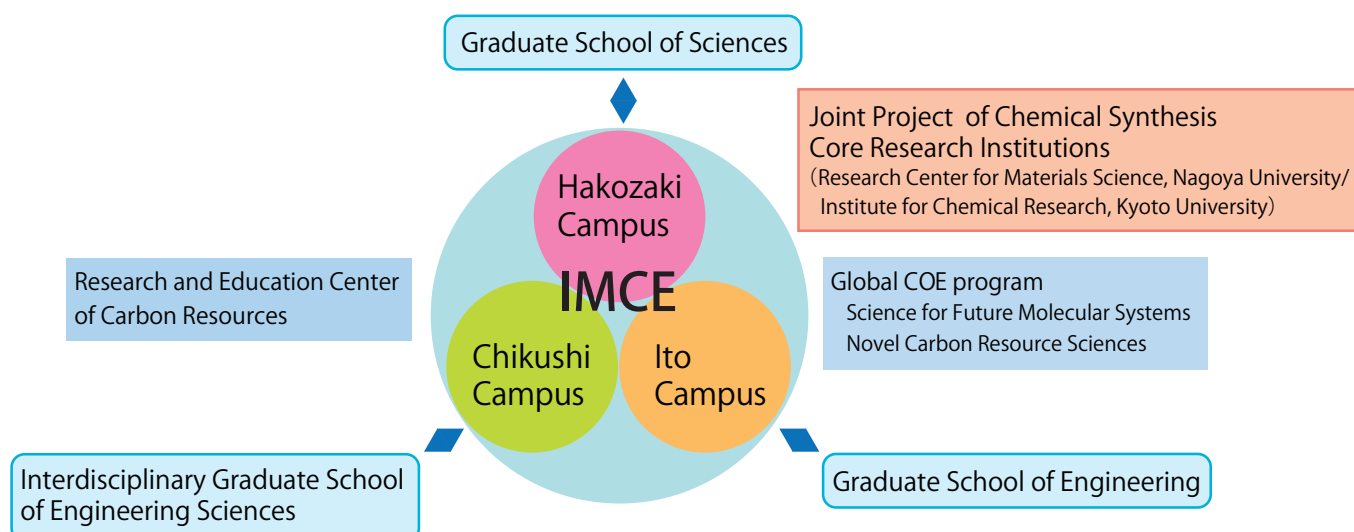 Graduate School of Sciences
Joint Project of Chemical Synthesis
Core Research Institutions
（Research Center for Materials Science, Nagoya University/
Institute for Chemical Research, Kyoto University）
Hakozaki
Campus
IMCE
Research and Education Center
of Carbon Resources
Global COE program
Science for Future Molecular Systems
Novel Carbon Resource Sciences
Chikushi
Campus
Ito
Campus
Interdisciplinary Graduate School
of Engineering Sciences
Graduate School of Engineering